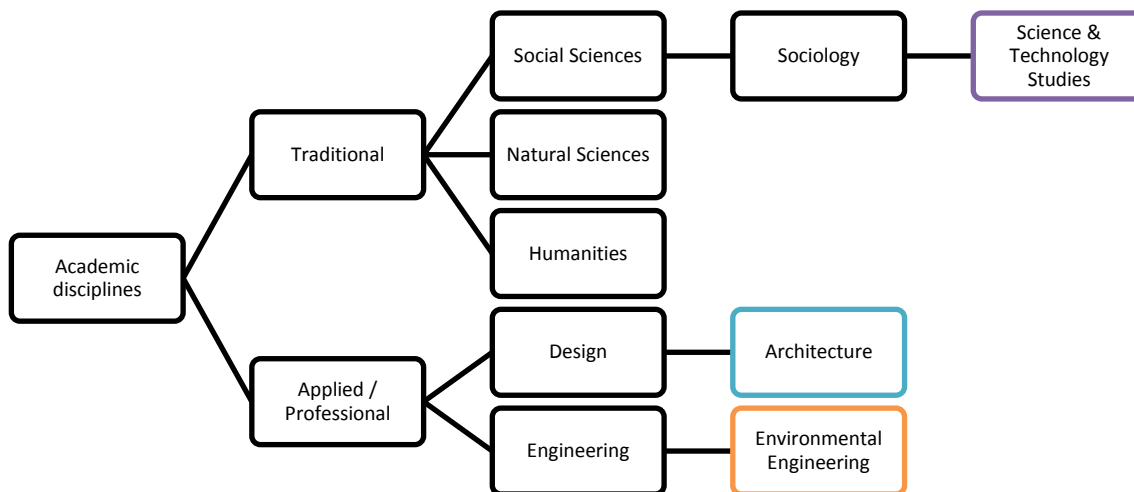 Social Sciences
Sociology
Science &
Technology
Studies
Traditional
Natural Sciences
Humanities
Academic
disciplines
Design
Architecture
Applied /
Professional
Engineering
Environmental
Engineering